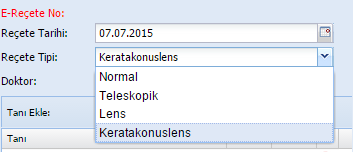 E-Reçete No:
Reçete Tarihi: 07.07.2015
Reçete Tipi: Keratakonuslens
Normal
Doktor:
Teleskopik
Lens
Tanı Ekle:
Keratakonuslens
Tanı